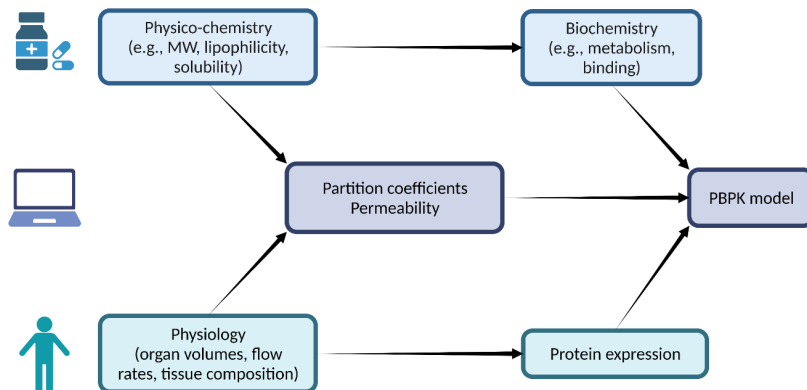 Physico-chemistry
(e.g., MW, lipophilicity,
solubility)
Biochemistry
(e.g., metabolism,
binding)
Partition coefficients
Permeability
PBPK model
Physiology
(organ volumes, flow
rates, tissue composition)
Protein expression